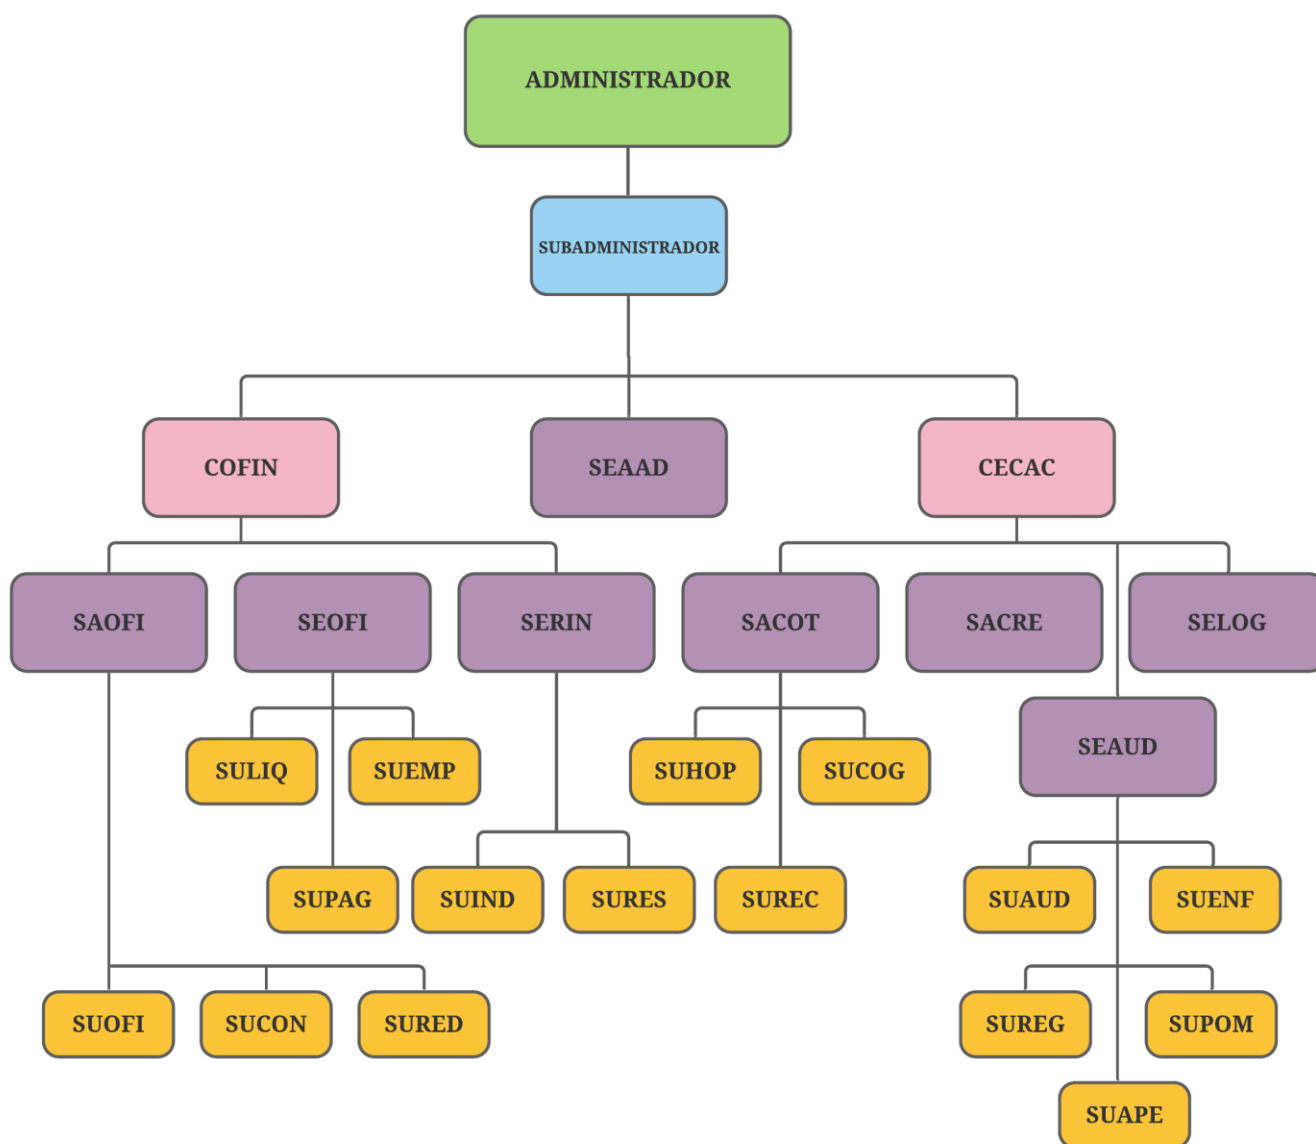 ADMINISTRADOR
SUBADMINISTRADOR
COFIN
SEAAD
CECAC
SAOFI
SEOFI
SERIN
SACOT
SACRE
SELOG
SEAUD
SULIQ
SUEMP
SUHOP
SUCOG
SUPAG
SUIND
SURES
SUREC
SUAUD
SUENF
SUOFI
SUCON
SURED
SUREG
SUPOM
SUAPE